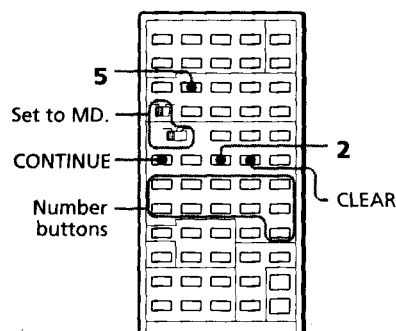 5
Set to MD.
CONTINUE
2
CLEAR
Number
buttons